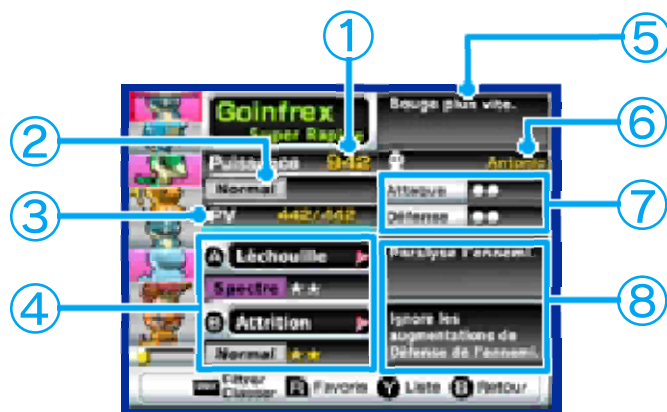 ①
⑤
Goinfrex
Super Rapide
Bouge plus vite.
②
⑥
Puissance 942
Antonis
Normal
Attaque
Défense
⑦
③
PV 442/442
④
A Léchouille
Paralyse l'ennemi.
Spectre ★★
⑧
B Attrition
Ignore les
augmentations de
Défense de l'ennemi.
Normal ★★
Filtrer
Classer
Favoris
Y Liste
B Retour